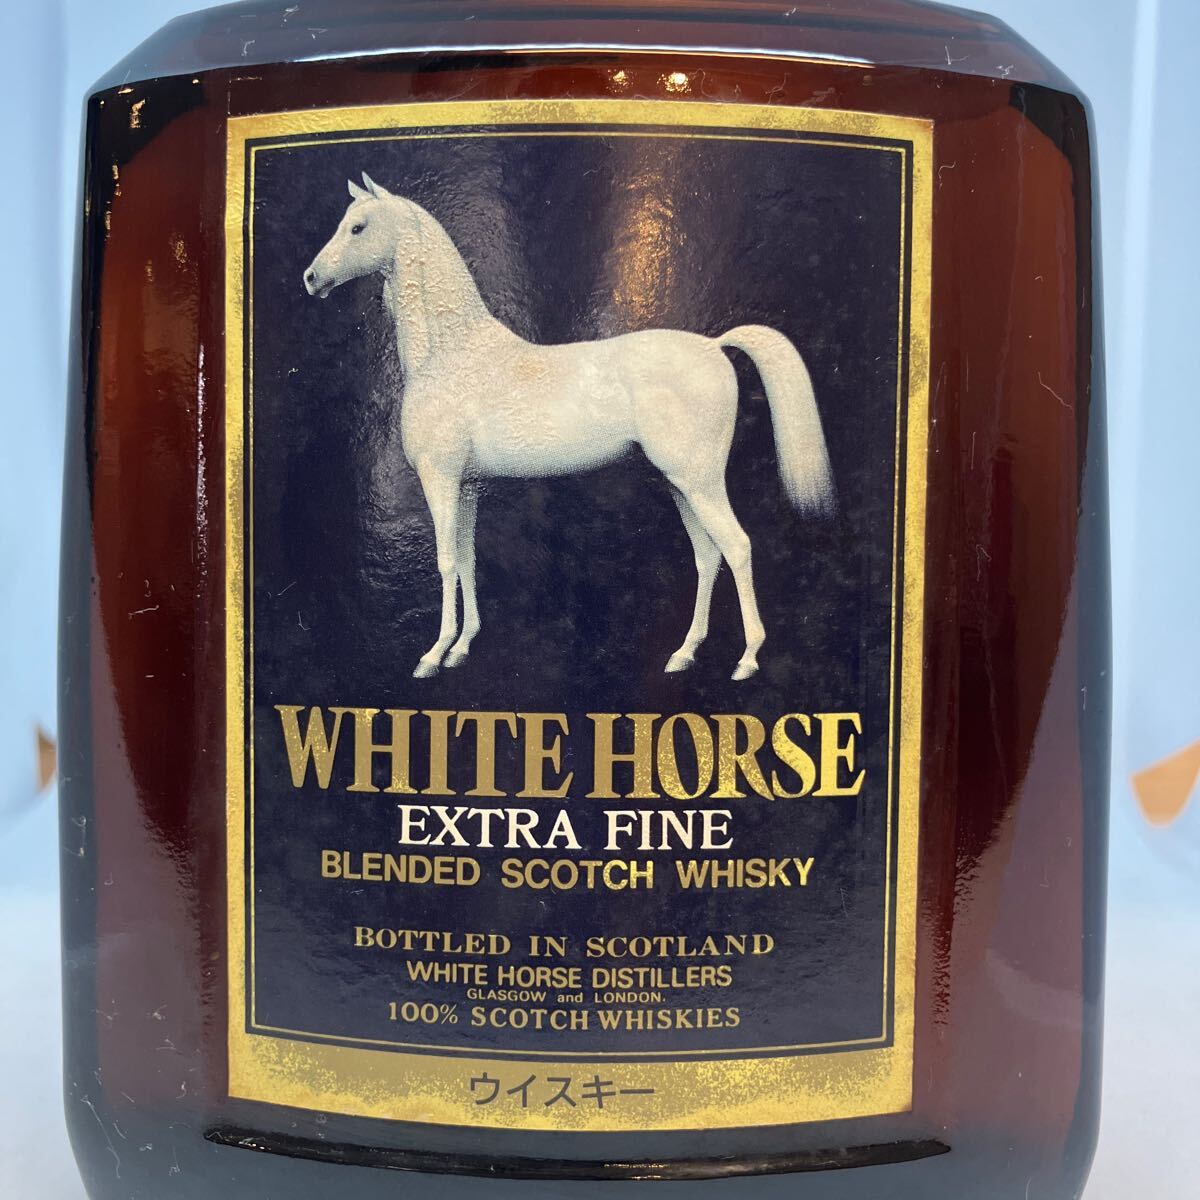 WHITE HORSE
EXTRA FINE
BLENDED SCOTCH WHISKY
BOTTLED IN SCOTLAND
WHITE HORSE DISTILLERS
GLASGOW and LONDON.
100% SCOTCH WHISKIES
ウイスキー